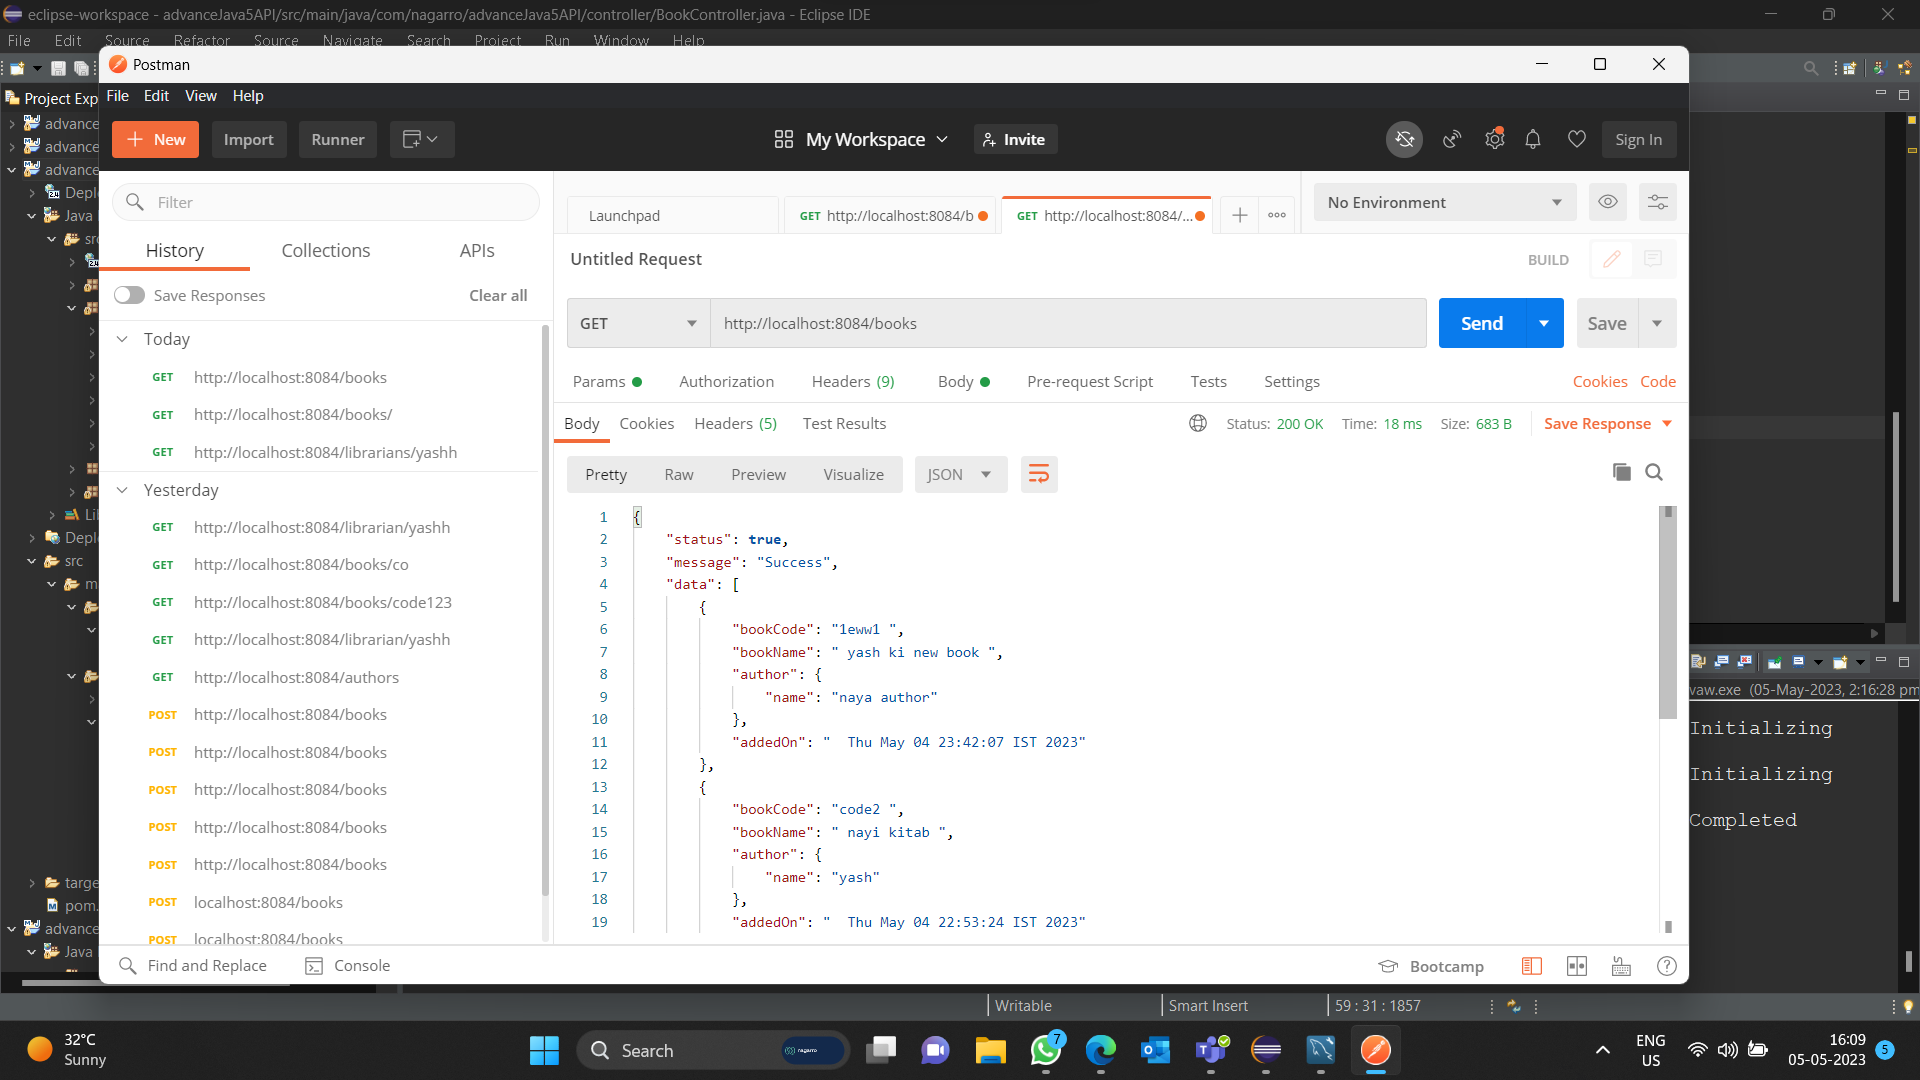 eclipse-workspace - advanceJava5API/src/main/java/com/nagarro/advanceJava5API/controller/BookController.java - Eclipse IDE
File Edit Source Refactor Source Navigate Search Project Run Window Help
Project Exp
advance
advance
advance
Depl
Java
src
Lil
Depl
src
m
targe
pom.
advance
Java
Postman
File Edit View Help
New Import Runner My Workspace Invite Sign In
Filter
History Collections APIs
Save Responses Clear all
Today
GET http://localhost:8084/books
GET http://localhost:8084/books/
GET http://localhost:8084/librarians/yashh
Yesterday
GET http://localhost:8084/librarian/yashh
GET http://localhost:8084/books/co
GET http://localhost:8084/books/code123
GET http://localhost:8084/librarian/yashh
GET http://localhost:8084/authors
POST http://localhost:8084/books
POST http://localhost:8084/books
POST http://localhost:8084/books
POST http://localhost:8084/books
POST http://localhost:8084/books
POST localhost:8084/books
POST localhost:8084/books
Launchpad GET http://localhost:8084/b GET http://localhost:8084/... No Environment
Untitled Request BUILD
GET http://localhost:8084/books Send Save
Params Authorization Headers (9) Body Pre-request Script Tests Settings Cookies Code
Body Cookies Headers (5) Test Results Status: 200 OK Time: 18 ms Size: 683 B Save Response
Pretty Raw Preview Visualize JSON
1 {
2 "status": true,
3 "message": "Success",
4 "data": [
5 {
6 "bookCode": "1eww1 ",
7 "bookName": " yash ki new book ",
8 "author": {
9 "name": "naya author"
10 },
11 "addedOn": "  Thu May 04 23:42:07 IST 2023"
12 },
13 {
14 "bookCode": "code2 ",
15 "bookName": " nayi kitab ",
16 "author": {
17 "name": "yash"
18 },
19 "addedOn": "  Thu May 04 22:53:24 IST 2023"
Find and Replace Console Bootcamp
vaw.exe (05-May-2023, 2:16:28 pm
Initializing
Initializing
Completed
Writable Smart Insert 59 : 31 : 1857
32°C
Sunny
Search
nagarro
7
ENG
US
16:09
05-05-2023
5